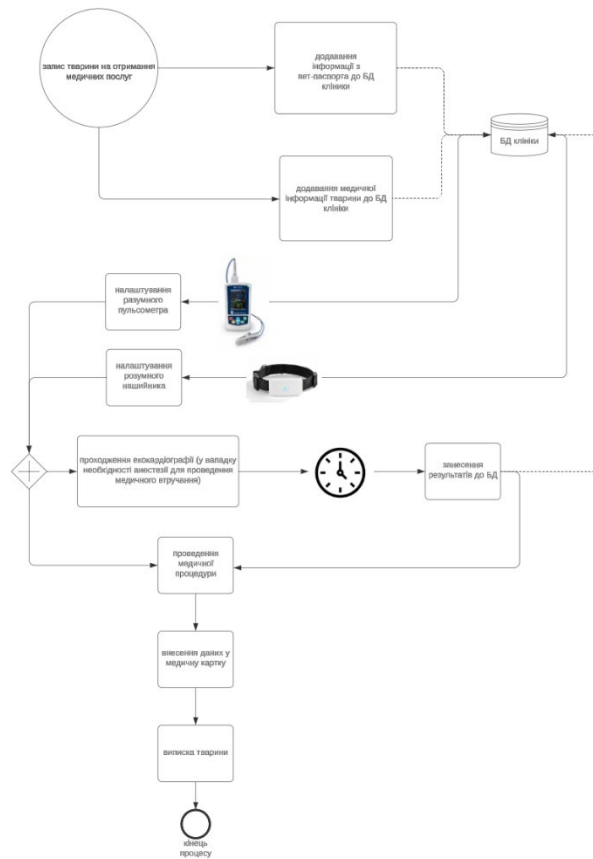 запис тварини на отримання
медичних послуг
додавання
інформації з
вет-паспорта до БД
клініки
БД клініки
додавання медичної
інформації тварини до БД
клініки
налаштування
разумного
пульсометра
налаштування
розумного
нашийника
проходження екокардіографії (у випадку
необхідності анестезії для проведення
медичного втручання)
занесення
результатів до БД
проведення
медичної
процедури
внесення даних у
медичну картку
виписка тварини
кінець
процесу